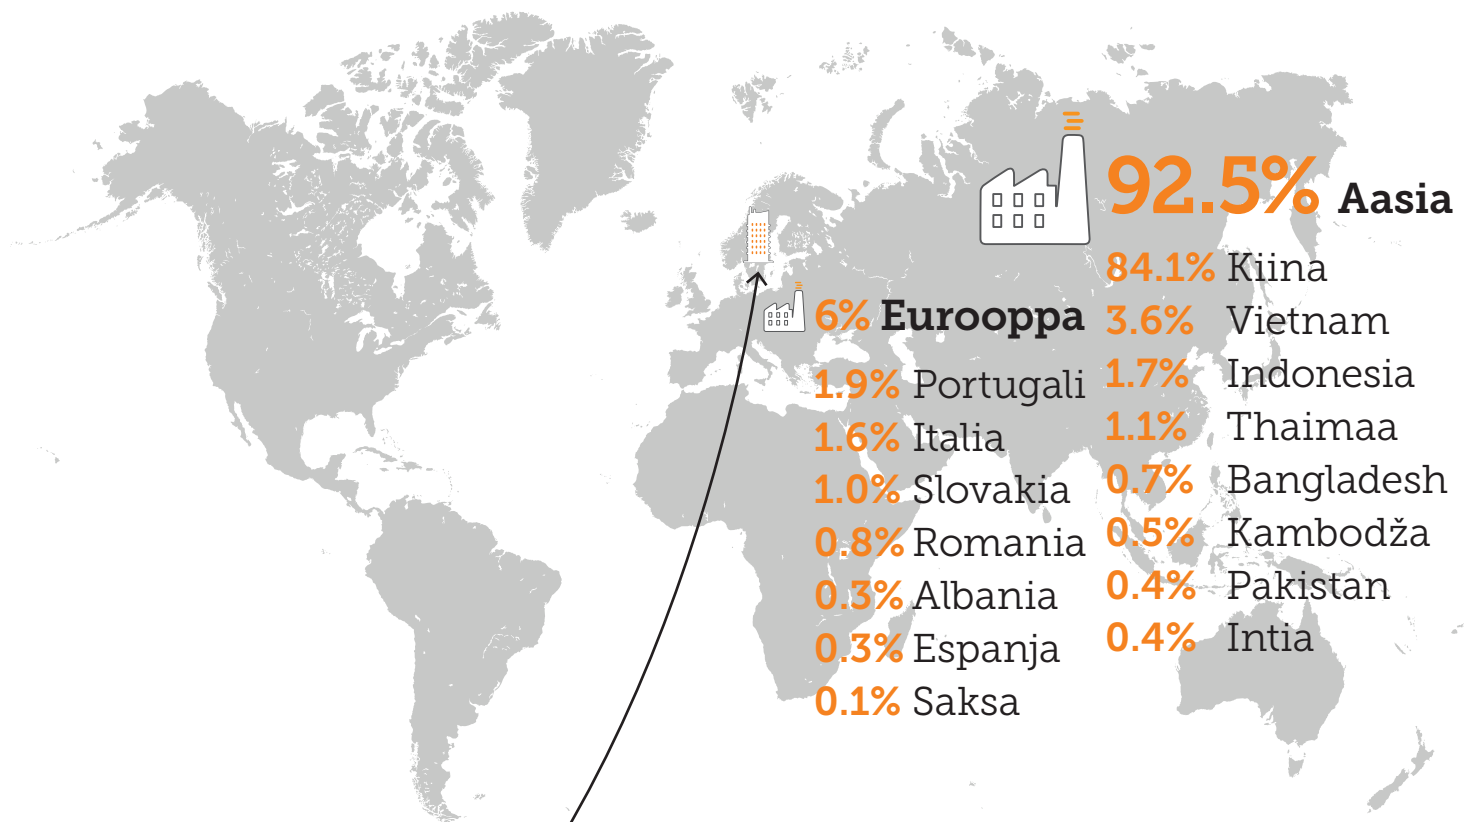 92.5% Aasia
84.1% Kiina
3.6% Vietnam
1.7% Indonesia
1.1% Thaimaa
0.7% Bangladesh
0.5% Kambodža
0.4% Pakistan
0.4% Intia
6% Eurooppa
1.9% Portugali
1.6% Italia
1.0% Slovakia
0.8% Romania
0.3% Albania
0.3% Espanja
0.1% Saksa